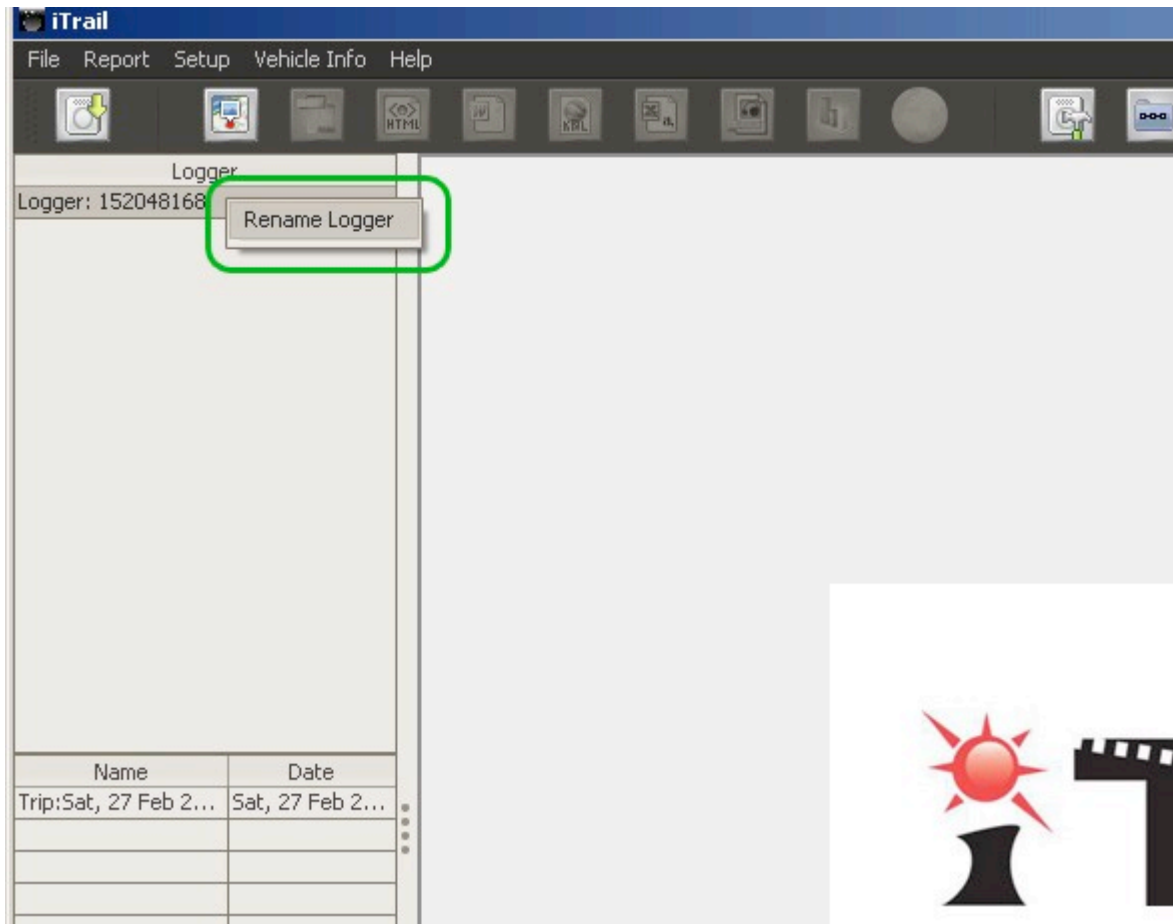 iTrail
File Report Setup Vehicle Info Help
HTML
KML
Logger
Logger: 152048168
Rename Logger
Name Date
Trip:Sat, 27 Feb 2... Sat, 27 Feb 2...
iT